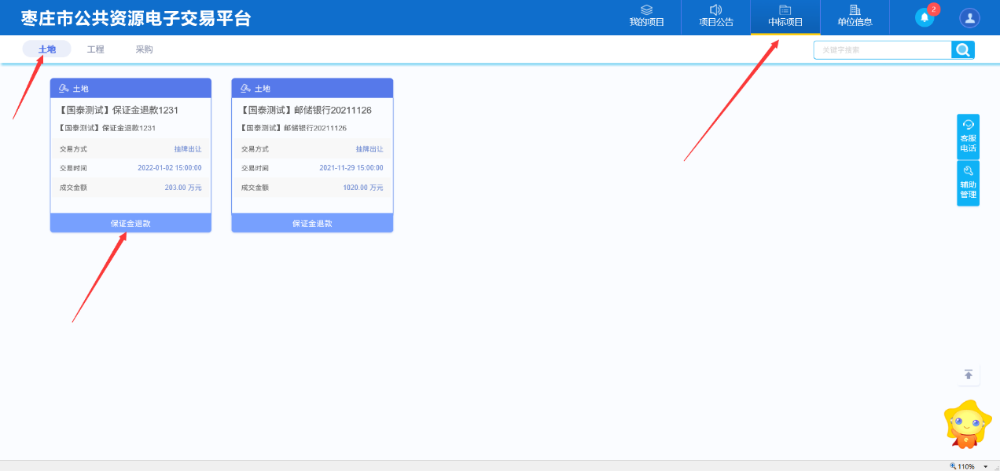 枣庄市公共资源电子交易平台
我的项目
项目公告
中标项目
单位信息
2
土地
工程
采购
关键字搜索
土地
【国泰测试】保证金退款1231
【国泰测试】保证金退款1231
交易方式 挂牌出让
交易时间 2022-01-02 15:00:00
成交金额 203.00 万元
保证金退款
土地
【国泰测试】邮储银行20211126
【国泰测试】邮储银行20211126
交易方式 挂牌出让
交易时间 2021-11-29 15:00:00
成交金额 1020.00 万元
保证金退款
客服
电话
辅助
管理
110%